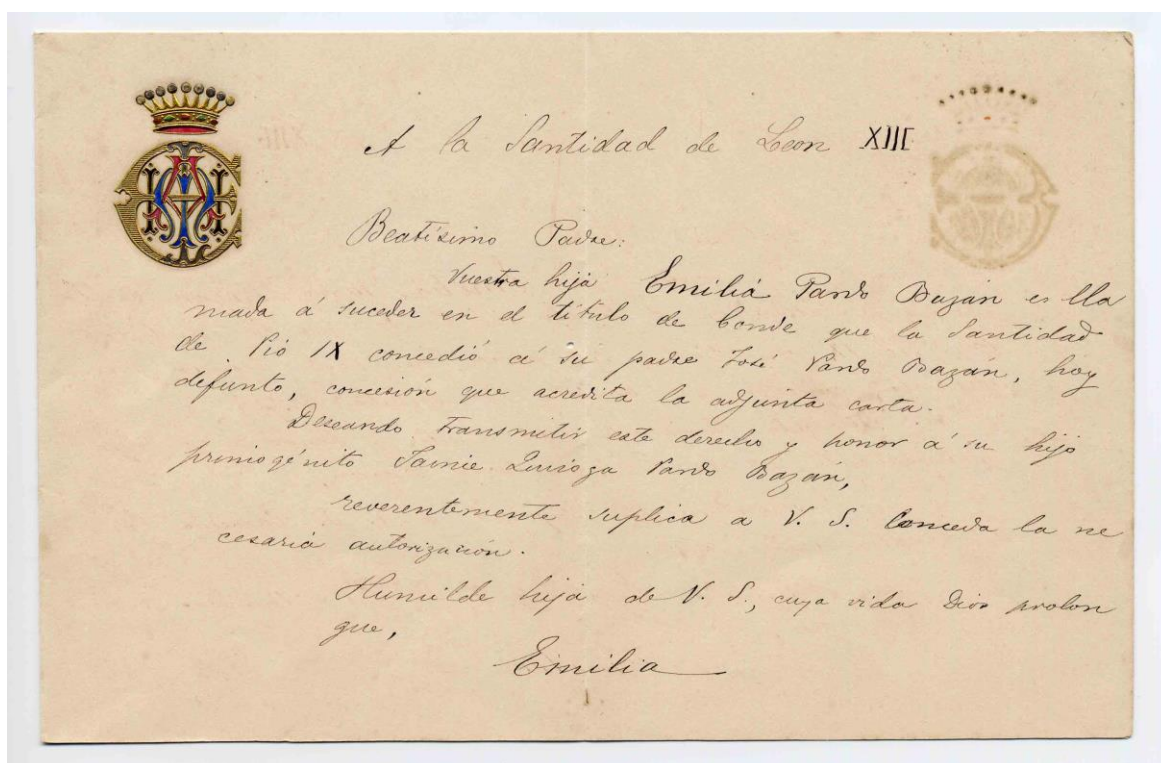 A la Santidad de Leon XIII
Beatísimo Padre:
Vuestra hija Emilia Pardo Bazán es lla
mada á suceder en el título de Conde que la Santidad
de Pio IX concedió á su padre José Pardo Bazán, hoy
defunto, concesión que acredita la adjunta carta.
Deseando transmitir este derecho y honor á su hijo
primogénito Jaime Quiroga Pardo Bazán,
reverentemente suplica a V. S. Conceda la ne
cesaria autorización.
Humilde hija de V. S., cuya vida Dios prolon
gue,
Emilia